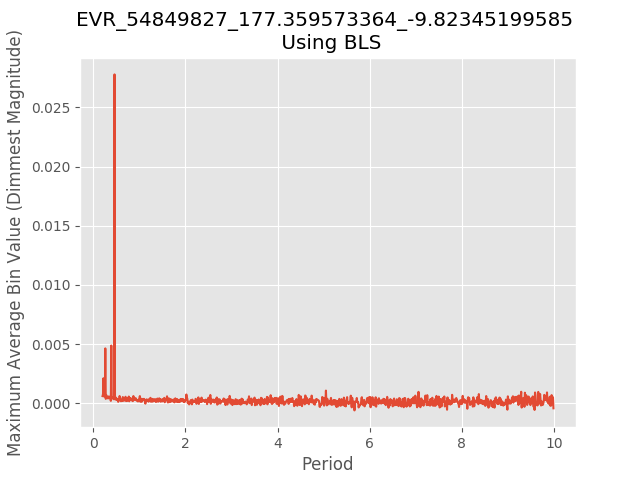 EVR_54849827_177.359573364_-9.82345199585
Using BLS
Maximum Average Bin Value (Dimmest Magnitude)
0.025
0.020
0.015
0.010
0.005
0.000
0 2 4 6 8 10
Period